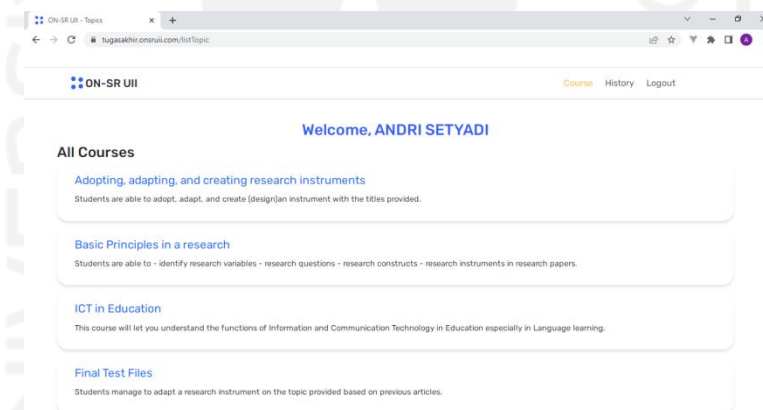 ON-SR UII - Topics
tugasakhir.onsruii.com/listTopic
ON-SR UII
Course History Logout
Welcome, ANDRI SETYADI
All Courses
Adopting, adapting, and creating research instruments
Students are able to adopt, adapt, and create (design)an instrument with the titles provided.
Basic Principles in a research
Students are able to - identify research variables - research questions - research constructs - research instruments in research papers.
ICT in Education
This course will let you understand the functions of Information and Communication Technology in Education especially in Language learning.
Final Test Files
Students manage to adapt a research instrument on the topic provided based on previous articles.